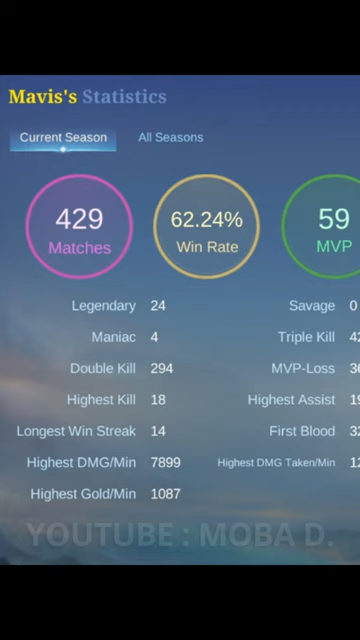 Mavis's Statistics
Current Season All Seasons
429 62.24% 59
Matches Win Rate MVP
Legendary 24 Savage 0
Maniac 4 Triple Kill 42
Double Kill 294 MVP-Loss
Highest Kill 18 Highest Assist
Longest Win Streak 14 First Blood
Highest DMG/Min 7899 Highest DMG Taken/Min
Highest Gold/Min 1087
YOUTUBE : MOBA D.